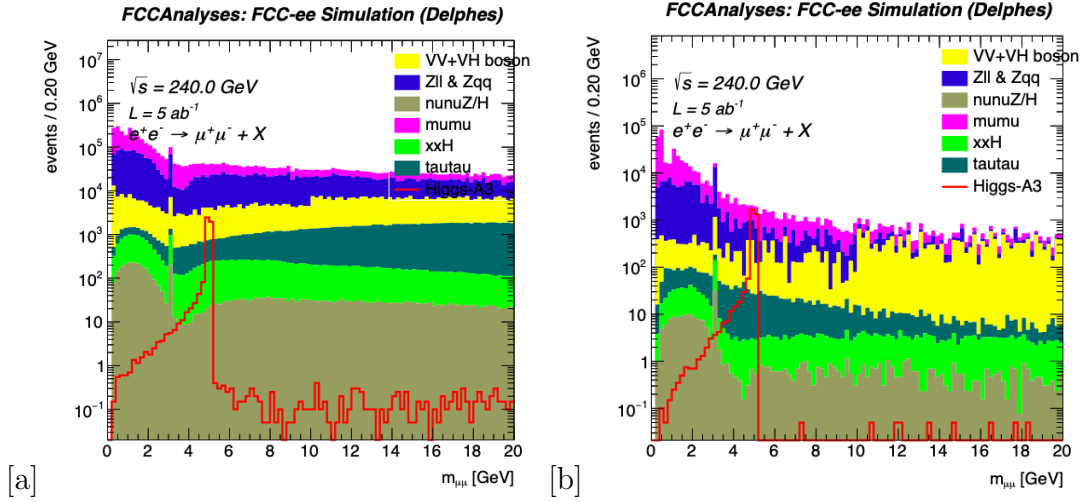 FCCAnalyses: FCC-ee Simulation (Delphes)
events / 0.20 GeV
10⁷
10⁶
10⁵
10⁴
10³
10²
10
1
10⁻¹
√s = 240.0 GeV
L = 5 ab⁻¹
e⁺e⁻ → μ⁺μ⁻ + X
VV+VH boson
Zll & Zqq
nunuZ/H
mumu
xxH
tautau
Higgs-A3
0 2 4 6 8 10 12 14 16 18 20
m_μμ [GeV]
[a]
FCCAnalyses: FCC-ee Simulation (Delphes)
events / 0.20 GeV
10⁶
10⁵
10⁴
10³
10²
10
1
10⁻¹
√s = 240.0 GeV
L = 5 ab⁻¹
e⁺e⁻ → μ⁺μ⁻ + X
VV+VH boson
Zll & Zqq
nunuZ/H
mumu
xxH
tautau
Higgs-A3
0 2 4 6 8 10 12 14 16 18 20
m_μμ [GeV]
[b]